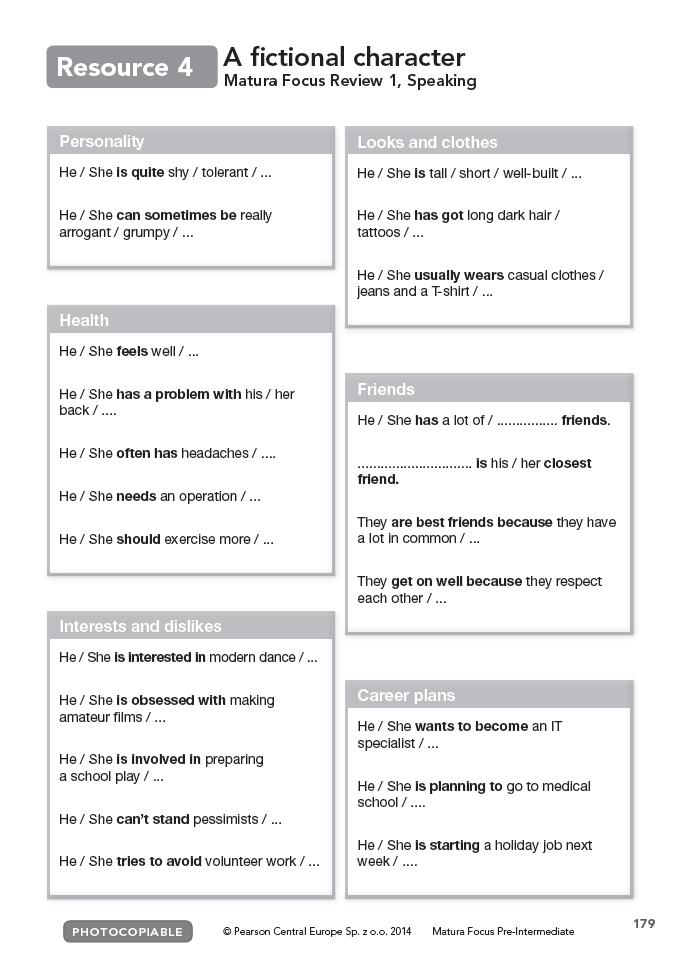 Resource 4
A fictional character
Matura Focus Review 1, Speaking
Personality
He / She is quite shy / tolerant / ...
He / She can sometimes be really
arrogant / grumpy / ...
Health
He / She feels well / ...
He / She has a problem with his / her
back / ....
He / She often has headaches / ....
He / She needs an operation / ...
He / She should exercise more / ...
Interests and dislikes
He / She is interested in modern dance / ...
He / She is obsessed with making
amateur films / ...
He / She is involved in preparing
a school play / ...
He / She can't stand pessimists / ...
He / She tries to avoid volunteer work / ...
Looks and clothes
He / She is tall / short / well-built / ...
He / She has got long dark hair /
tattoos / ...
He / She usually wears casual clothes /
jeans and a T-shirt / ...
Friends
He / She has a lot of / ................ friends.
.............................. is his / her closest
friend.
They are best friends because they have
a lot in common / ...
They get on well because they respect
each other / ...
Career plans
He / She wants to become an IT
specialist / ...
He / She is planning to go to medical
school / ....
He / She is starting a holiday job next
week / ....
PHOTOCOPIABLE
© Pearson Central Europe Sp. z o.o. 2014 Matura Focus Pre-Intermediate
179